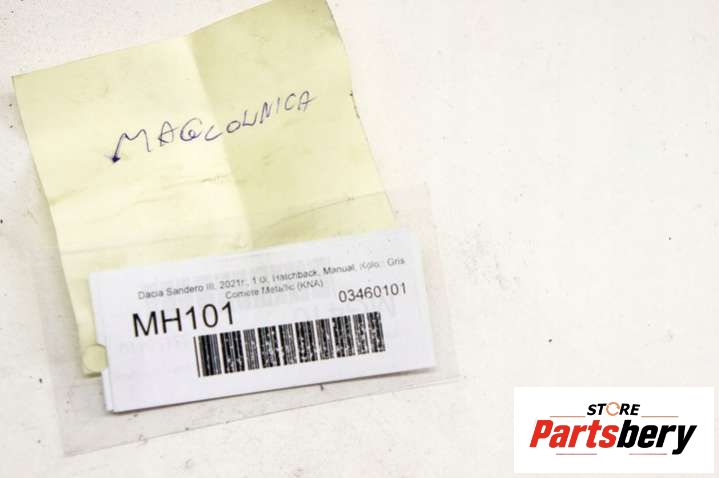 MAGLOWNICA
Dacia Sandero III, 2021r., 1.0i, Hatchback, Manual, Kolor: Gris
Comete Metallic (KNA)
03460101
MH101
STORE
Partsbery